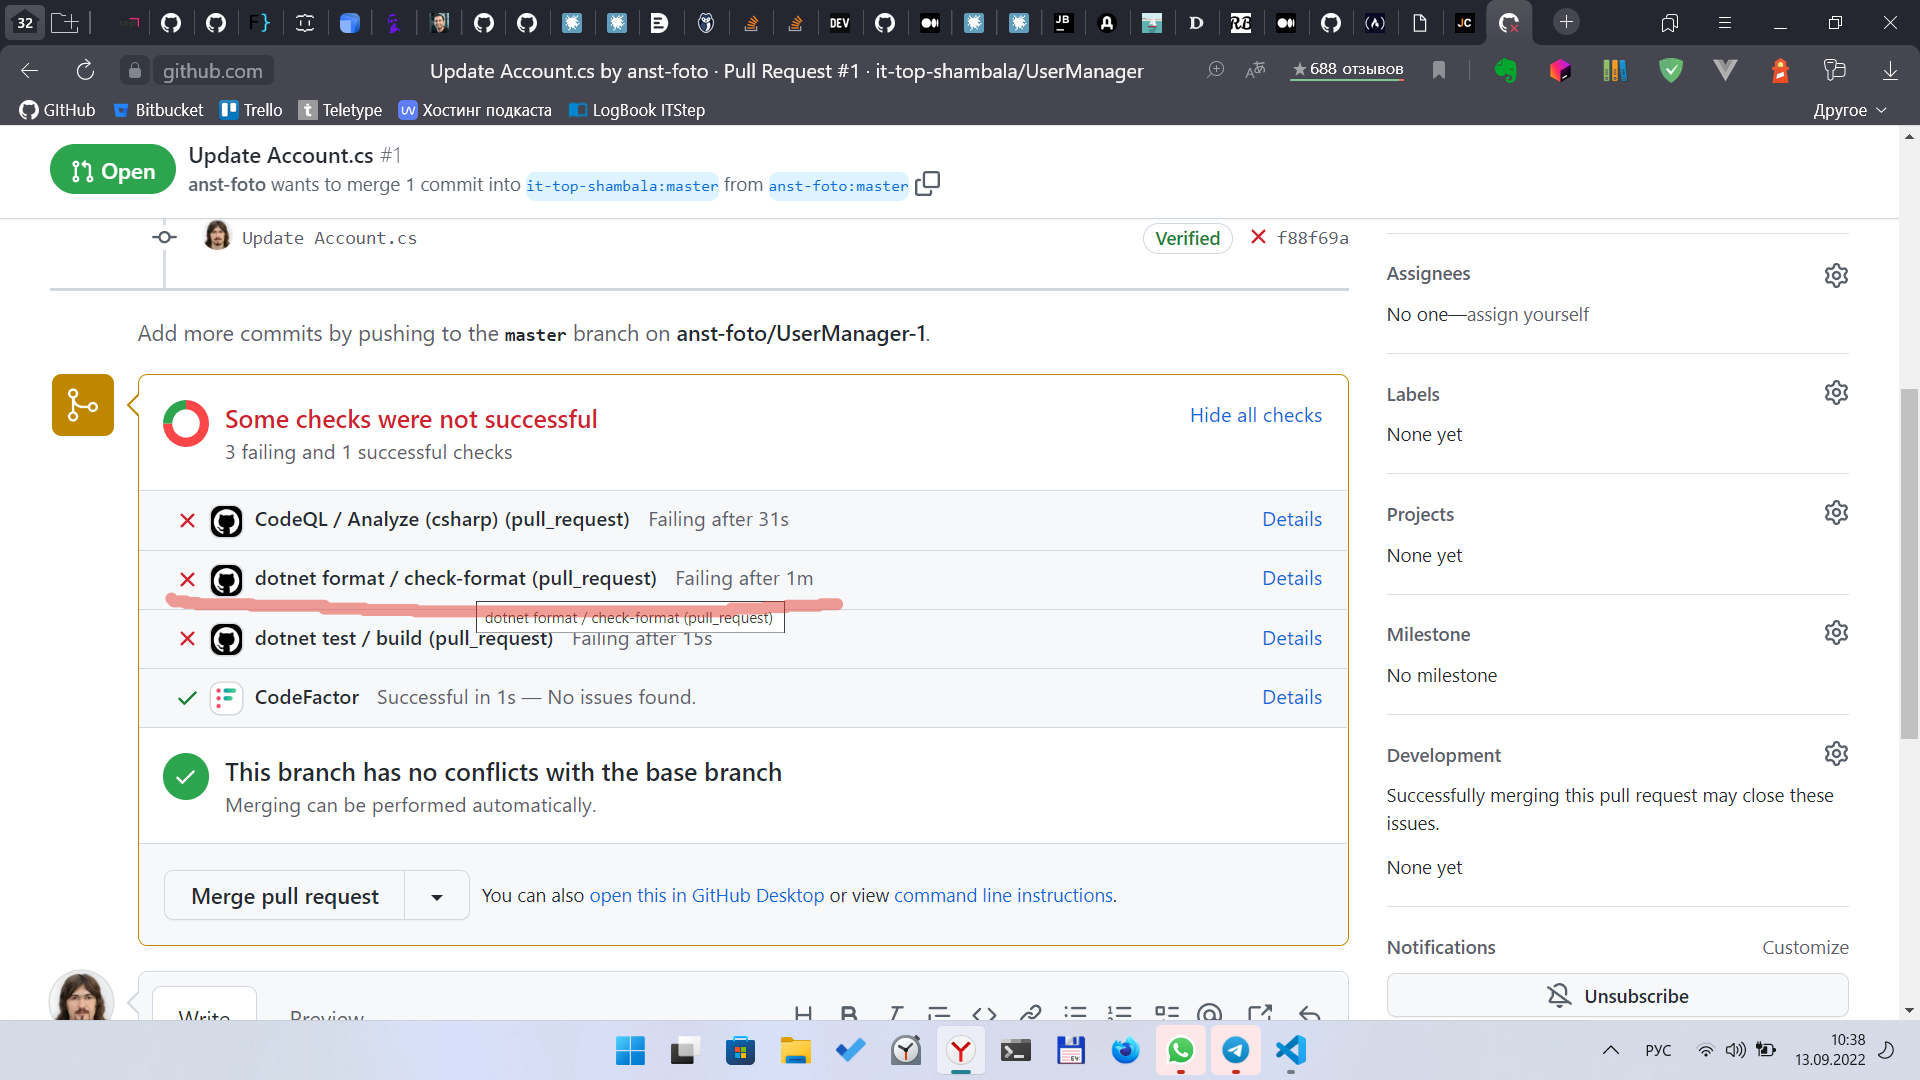 32
DEV
JB
D
JC
github.com
Update Account.cs by anst-foto · Pull Request #1 · it-top-shambala/UserManager
★688 отзывов
GItHub
Bitbucket
Trello
t Teletype
Хостинг подкаста
LogBook ITStep
Другое
Open
Update Account.cs #1
anst-foto wants to merge 1 commit into it-top-shambala:master from anst-foto:master
Update Account.cs
Verified
f88f69a
Add more commits by pushing to the master branch on anst-foto/UserManager-1.
Some checks were not successful
3 failing and 1 successful checks
Hide all checks
CodeQL / Analyze (csharp) (pull_request) Failing after 31s
Details
dotnet format / check-format (pull_request) Failing after 1m
Details
dotnet format / check-format (pull_request)
dotnet test / build (pull_request) Failing after 15s
Details
CodeFactor Successful in 1s — No issues found.
Details
This branch has no conflicts with the base branch
Merging can be performed automatically.
Merge pull request
You can also open this in GitHub Desktop or view command line instructions.
Write
Preview
Assignees
No one—assign yourself
Labels
None yet
Projects
None yet
Milestone
No milestone
Development
Successfully merging this pull request may close these
issues.
None yet
Notifications
Customize
Unsubscribe
64
РУС
10:38
13.09.2022